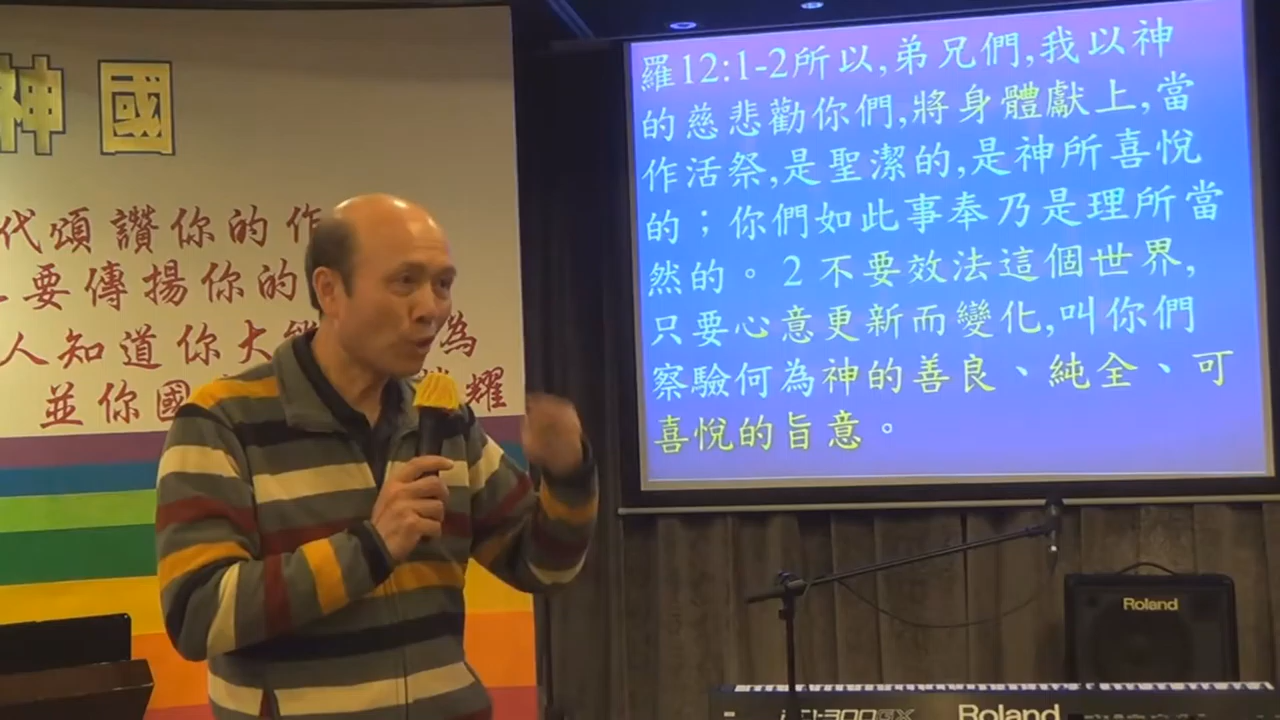 神國
代頌讚你的作
要傳揚你的
人知道你大 為
並你國 耀
羅12:1-2所以,弟兄們,我以神
的慈悲勸你們,將身體獻上,當
作活祭,是聖潔的,是神所喜悅
的；你們如此事奉乃是理所當
然的。2不要效法這個世界,
只要心意更新而變化,叫你們
察驗何為神的善良、純全、可
喜悅的旨意。
Roland
Roland